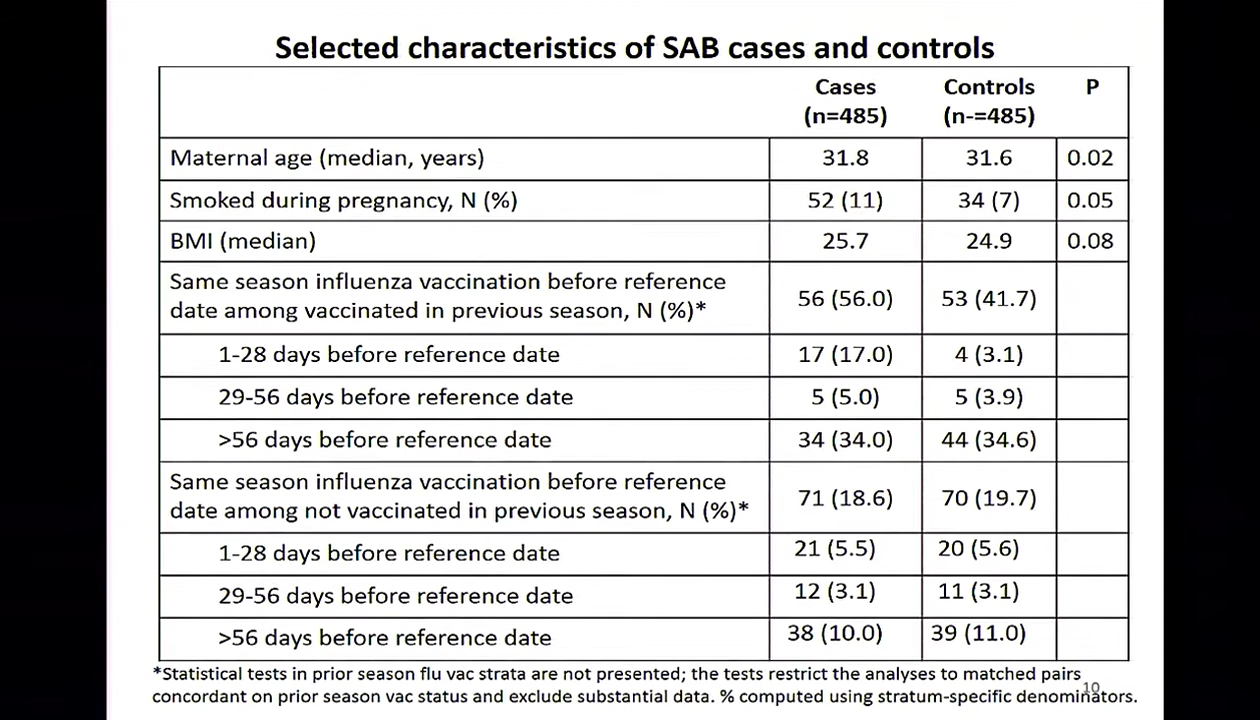 Selected characteristics of SAB cases and controls
Cases (n=485) Controls (n-=485) P
Maternal age (median, years) 31.8 31.6 0.02
Smoked during pregnancy, N (%) 52 (11) 34 (7) 0.05
BMI (median) 25.7 24.9 0.08
Same season influenza vaccination before reference
date among vaccinated in previous season, N (%)* 56 (56.0) 53 (41.7)
1-28 days before reference date 17 (17.0) 4 (3.1)
29-56 days before reference date 5 (5.0) 5 (3.9)
>56 days before reference date 34 (34.0) 44 (34.6)
Same season influenza vaccination before reference
date among not vaccinated in previous season, N (%)* 71 (18.6) 70 (19.7)
1-28 days before reference date 21 (5.5) 20 (5.6)
29-56 days before reference date 12 (3.1) 11 (3.1)
>56 days before reference date 38 (10.0) 39 (11.0)
*Statistical tests in prior season flu vac strata are not presented; the tests restrict the analyses to matched pairs
concordant on prior season vac status and exclude substantial data. % computed using stratum-specific denominators.
10